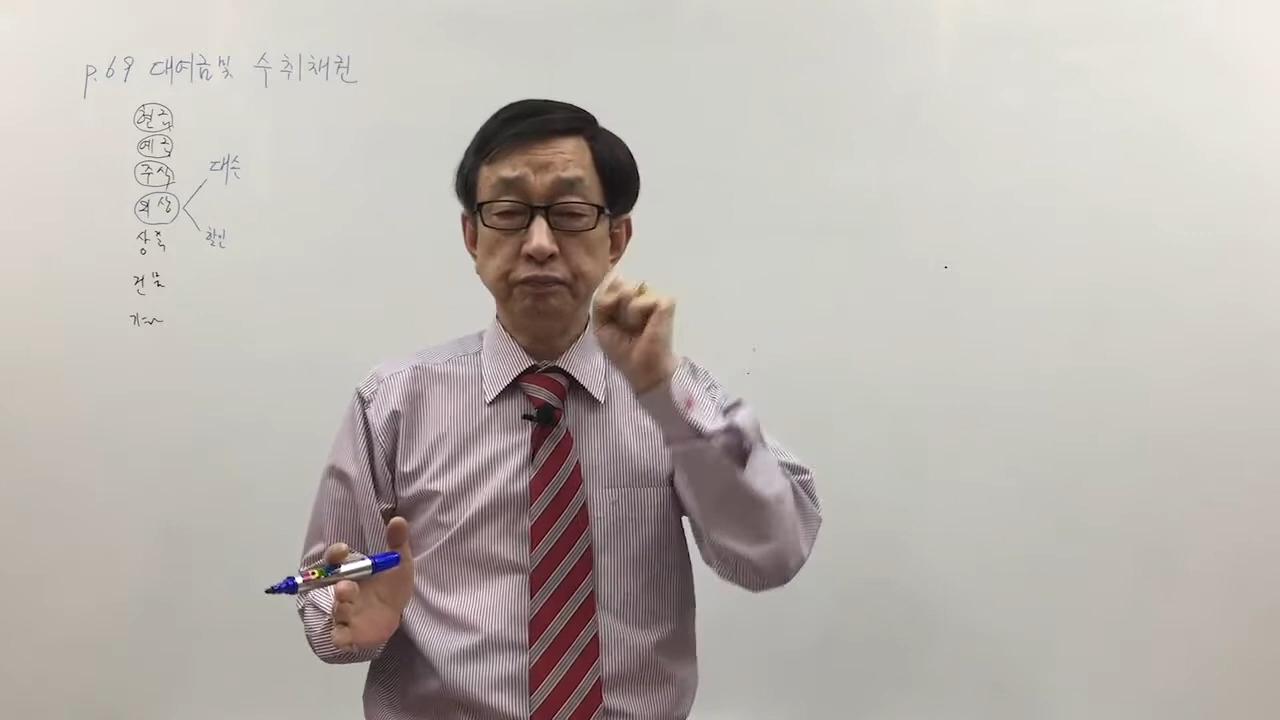 p.69 대여금및 수취채권
현금
예금
주식
외상
대손
할인
상품
건물